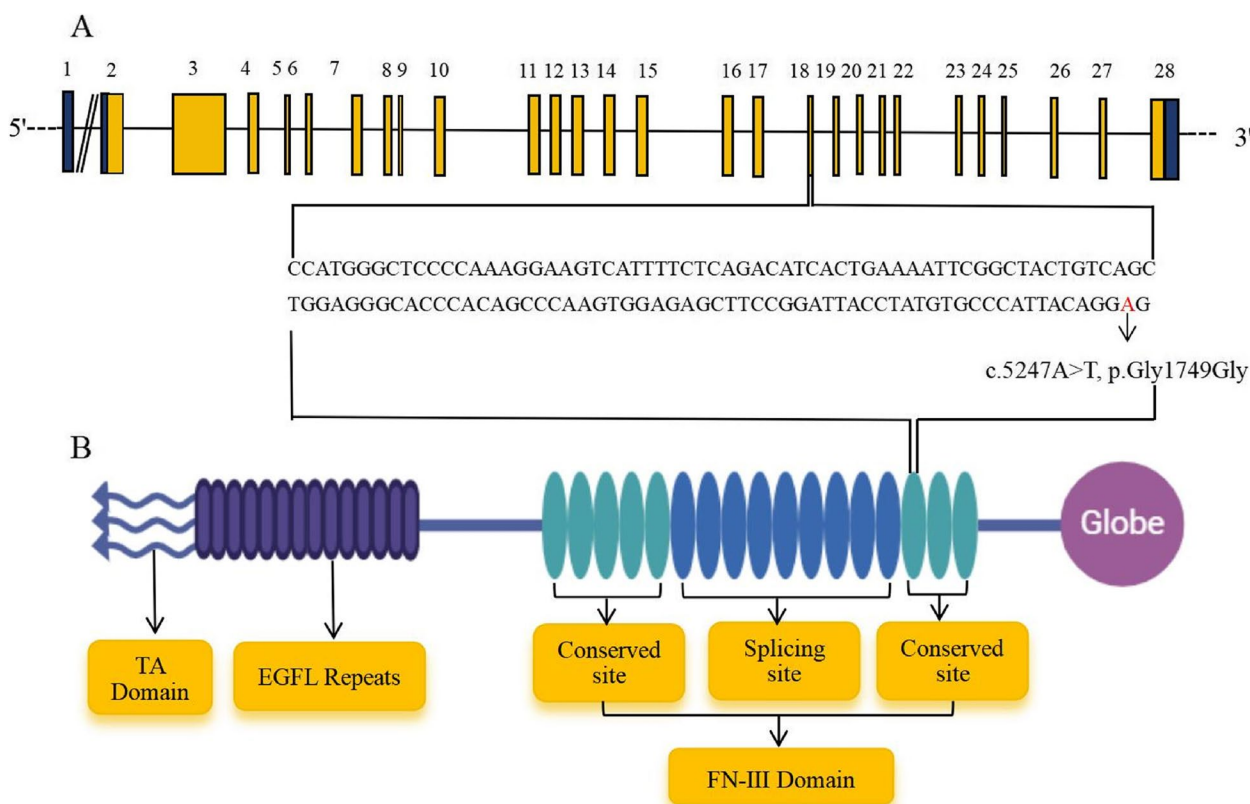 A
1 2 3 4 5 6 7 8 9 10 11 12 13 14 15 16 17 18 19 20 21 22 23 24 25 26 27 28
5' 3'
CCATGGGCTCCCCAAAGGAAGTCATTTTCTCAGACATCACTGAAAATTCGGCTACTGTCAGC
TGGAGGGCACCCACAGCCCAAGTGGAGAGCTTCCGGATTACCTATGTGCCCATTACAGGAG
c.5247A>T, p.Gly1749Gly
B
Globe
TA
Domain
EGFL Repeats
Conserved
site
Splicing
site
Conserved
site
FN-III Domain